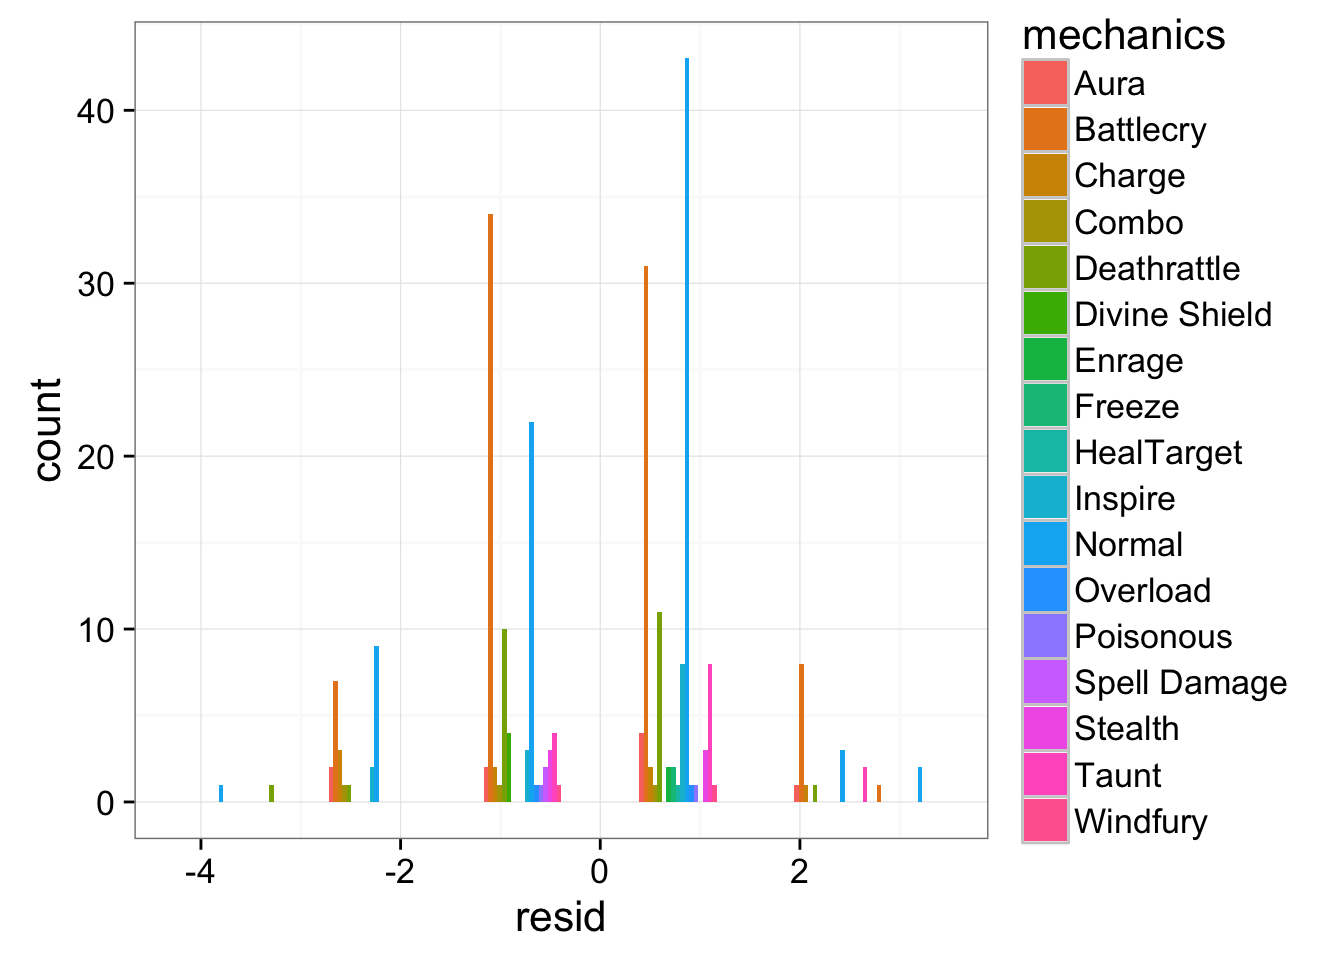 mechanics
Aura
Battlecry
Charge
Combo
Deathrattle
Divine Shield
Enrage
Freeze
HealTarget
Inspire
Normal
Overload
Poisonous
Spell Damage
Stealth
Taunt
Windfury
count
40
30
20
10
0
-4 -2 0 2
resid